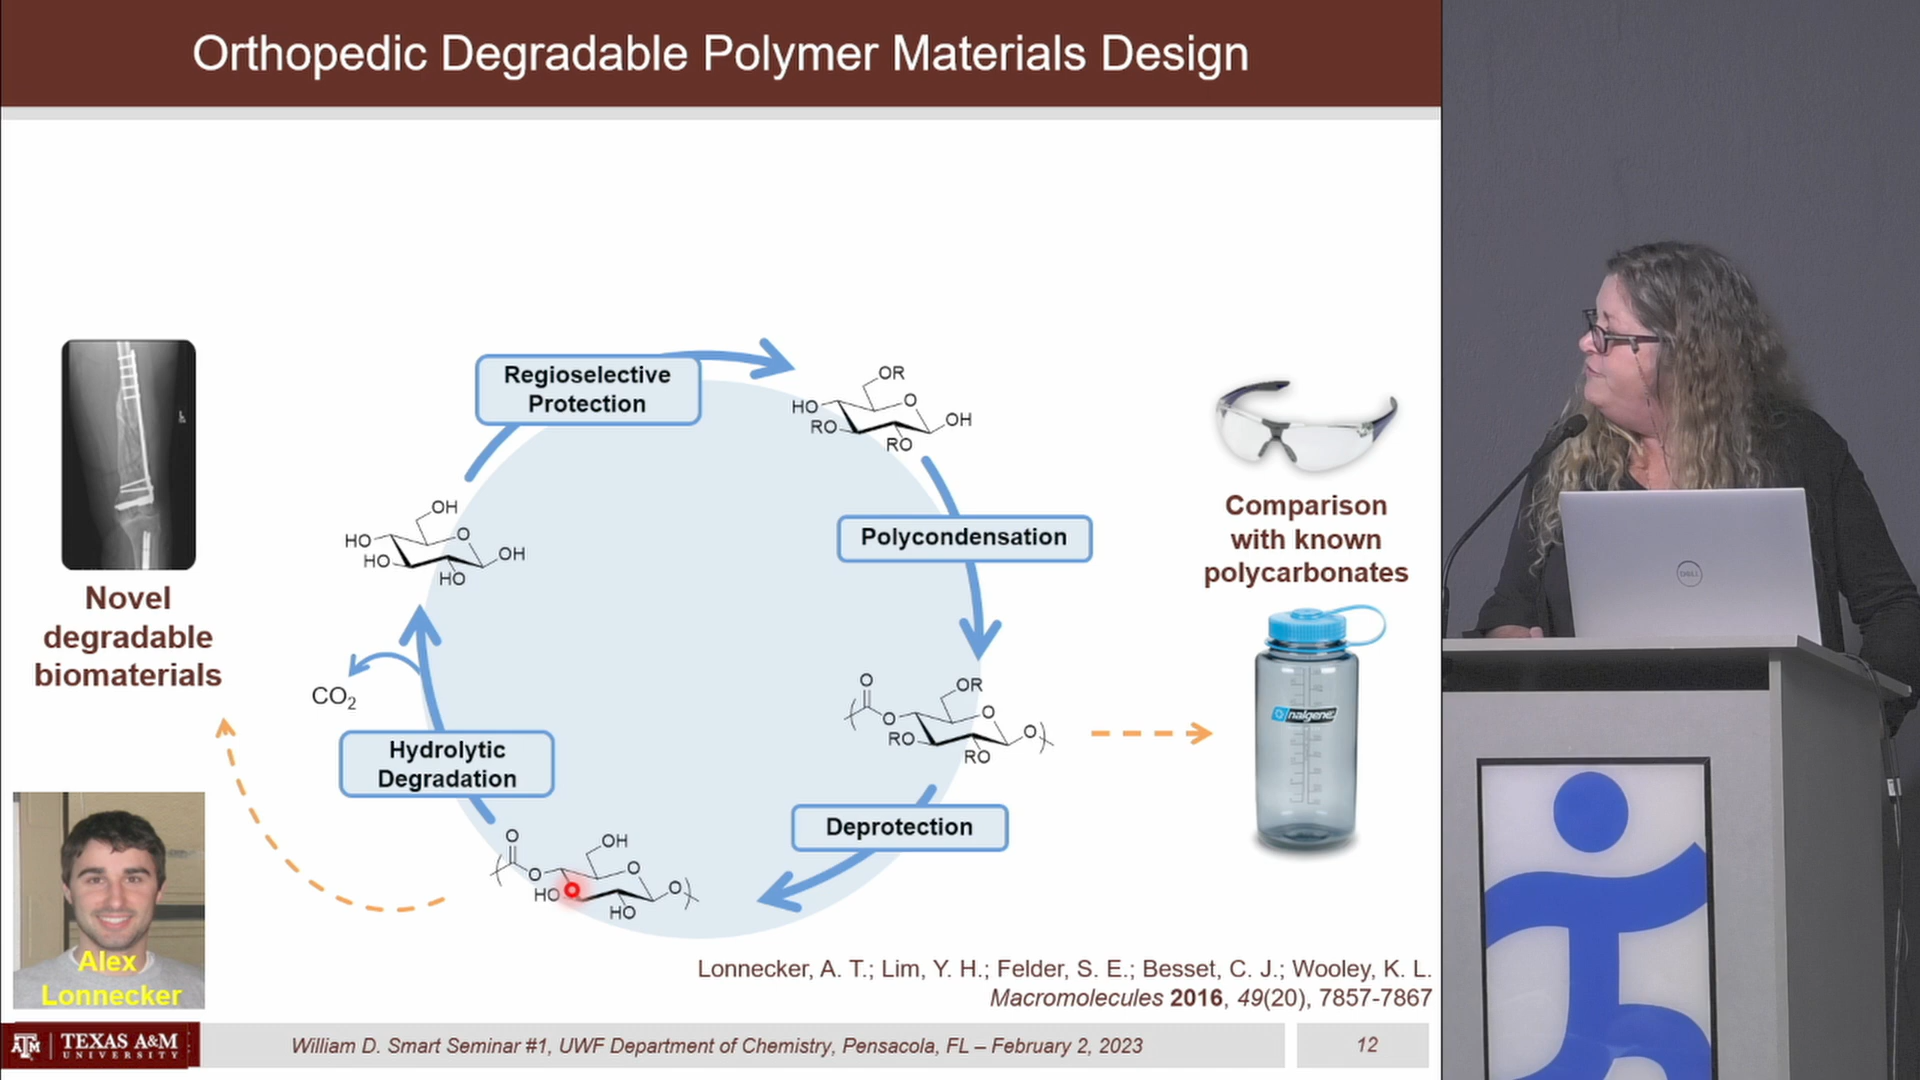 Orthopedic Degradable Polymer Materials Design
Regioselective
Protection
OR
HO
O
OH
RO
RO
Polycondensation
OH
HO
O
OH
HO
HO
Novel
degradable
biomaterials
Comparison
with known
polycarbonates
nalgene
O
OR
O
O
O
RO
RO
CO2
Hydrolytic
Degradation
Deprotection
O
OH
O
O
O
HO
HO
Alex
Lonnecker
Lonnecker, A. T.; Lim, Y. H.; Felder, S. E.; Besset, C. J.; Wooley, K. L.
Macromolecules 2016, 49(20), 7857-7867
ATM TEXAS A&M
UNIVERSITY
William D. Smart Seminar #1, UWF Department of Chemistry, Pensacola, FL – February 2, 2023
12
DELL